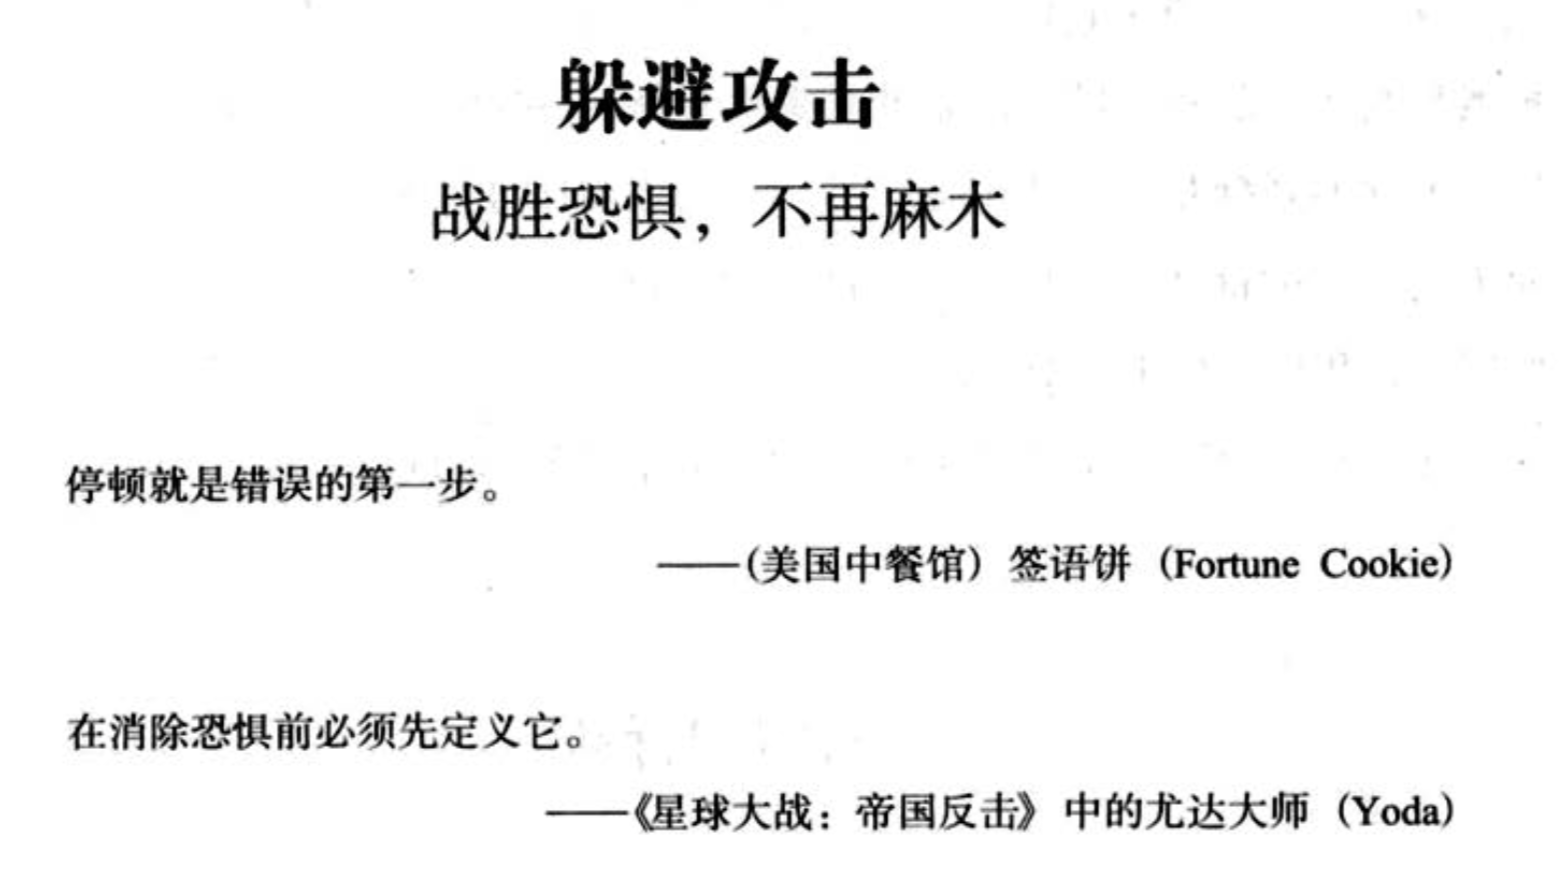 躲避攻击
战胜恐惧，不再麻木
停顿就是错误的第一步。
——(美国中餐馆）签语饼（Fortune Cookie)
在消除恐惧前必须先定义它。
——《星球大战：帝国反击》中的尤达大师（Yoda)